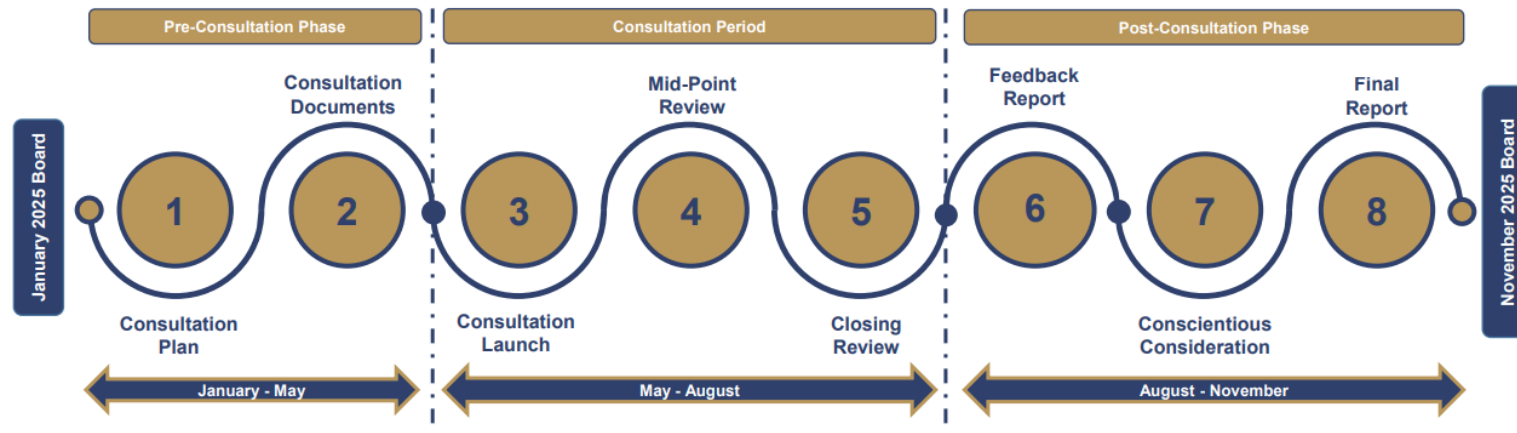 Pre-Consultation Phase
Consultation Period
Post-Consultation Phase
January 2025 Board
Consultation
Documents
Mid-Point
Review
Feedback
Report
Final
Report
November 2025 Board
1
2
3
4
5
6
7
8
Consultation
Plan
Consultation
Launch
Closing
Review
Conscientious
Consideration
January - May
May - August
August - November